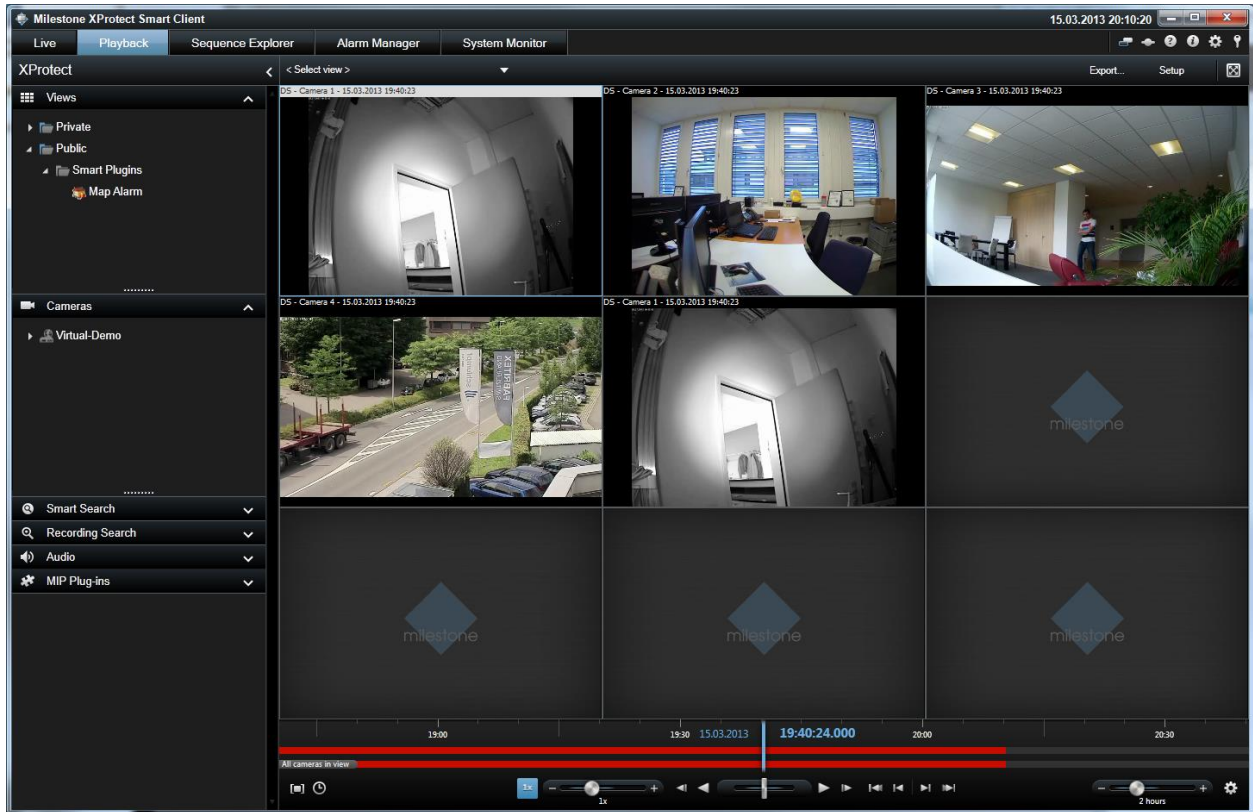 Milestone XProtect Smart Client
15.03.2013 20:10:20
Live Playback Sequence Explorer Alarm Manager System Monitor
XProtect
< Select view >
Export... Setup
Views
Private
Public
Smart Plugins
Map Alarm
Cameras
Virtual-Demo
Smart Search
Recording Search
Audio
MIP Plug-ins
DS - Camera 1 - 15.03.2013 19:40:23
DS - Camera 2 - 15.03.2013 19:40:23
DS - Camera 3 - 15.03.2013 19:40:23
DS - Camera 4 - 15.03.2013 19:40:23
DS - Camera 1 - 15.03.2013 19:40:23
milestone
milestone
milestone
milestone
19:00 19:30 15.03.2013 19:40:24.000 20:00 20:30
All cameras in view
1x
1x
2 hours